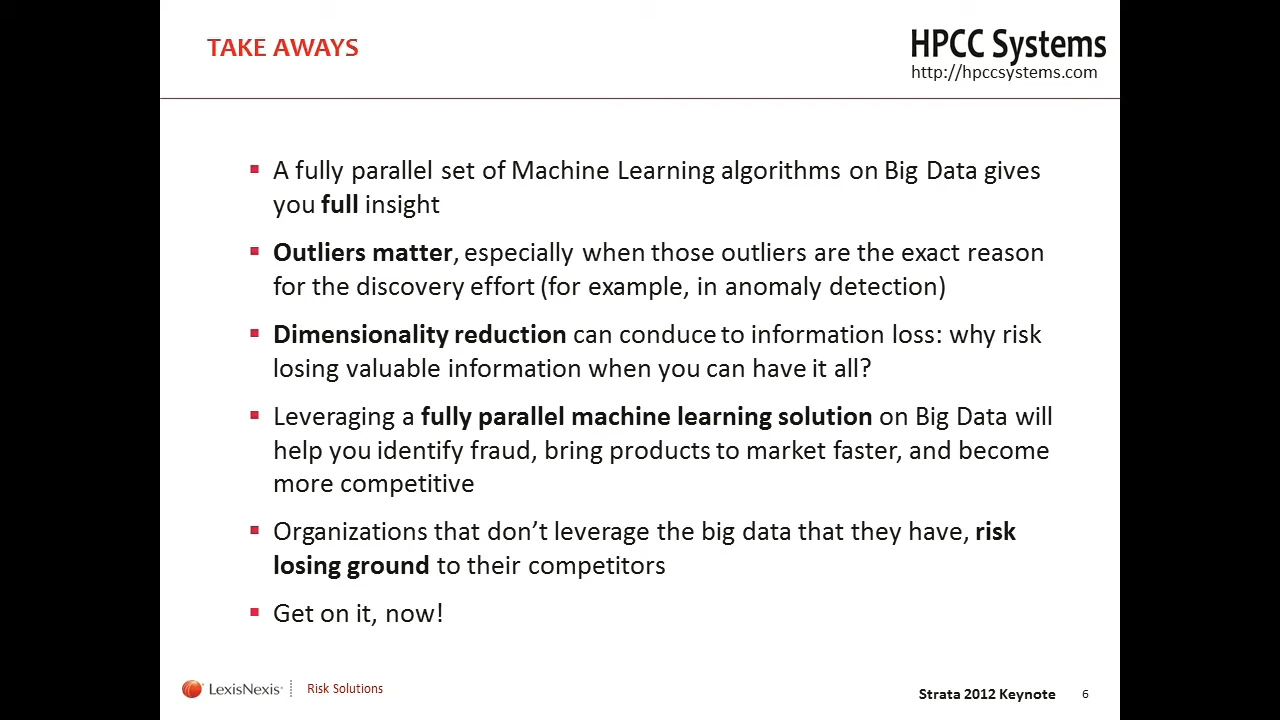 TAKE AWAYS
HPCC Systems
http://hpccsystems.com
▪ A fully parallel set of Machine Learning algorithms on Big Data gives
you full insight
▪ Outliers matter, especially when those outliers are the exact reason
for the discovery effort (for example, in anomaly detection)
▪ Dimensionality reduction can conduce to information loss: why risk
losing valuable information when you can have it all?
▪ Leveraging a fully parallel machine learning solution on Big Data will
help you identify fraud, bring products to market faster, and become
more competitive
▪ Organizations that don’t leverage the big data that they have, risk
losing ground to their competitors
▪ Get on it, now!
LexisNexis Risk Solutions
Strata 2012 Keynote 6